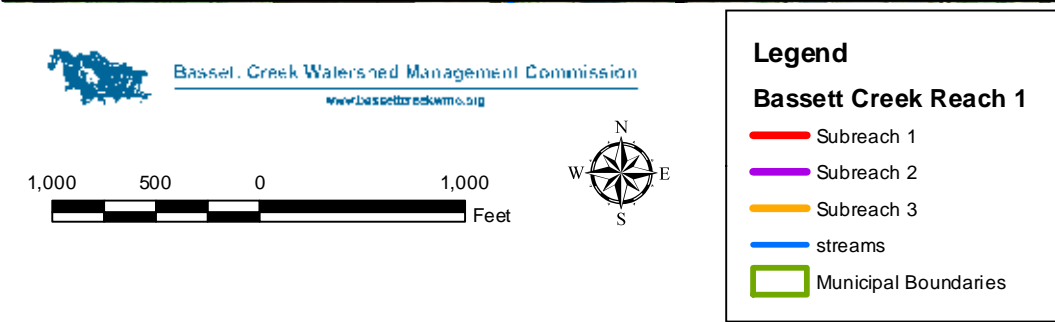 Basset. Creek Watershed Management Commission
www.bassettcreekwmo.org
N
W E
S
1,000 500 0 1,000
Feet
Legend
Bassett Creek Reach 1
Subreach 1
Subreach 2
Subreach 3
streams
Municipal Boundaries